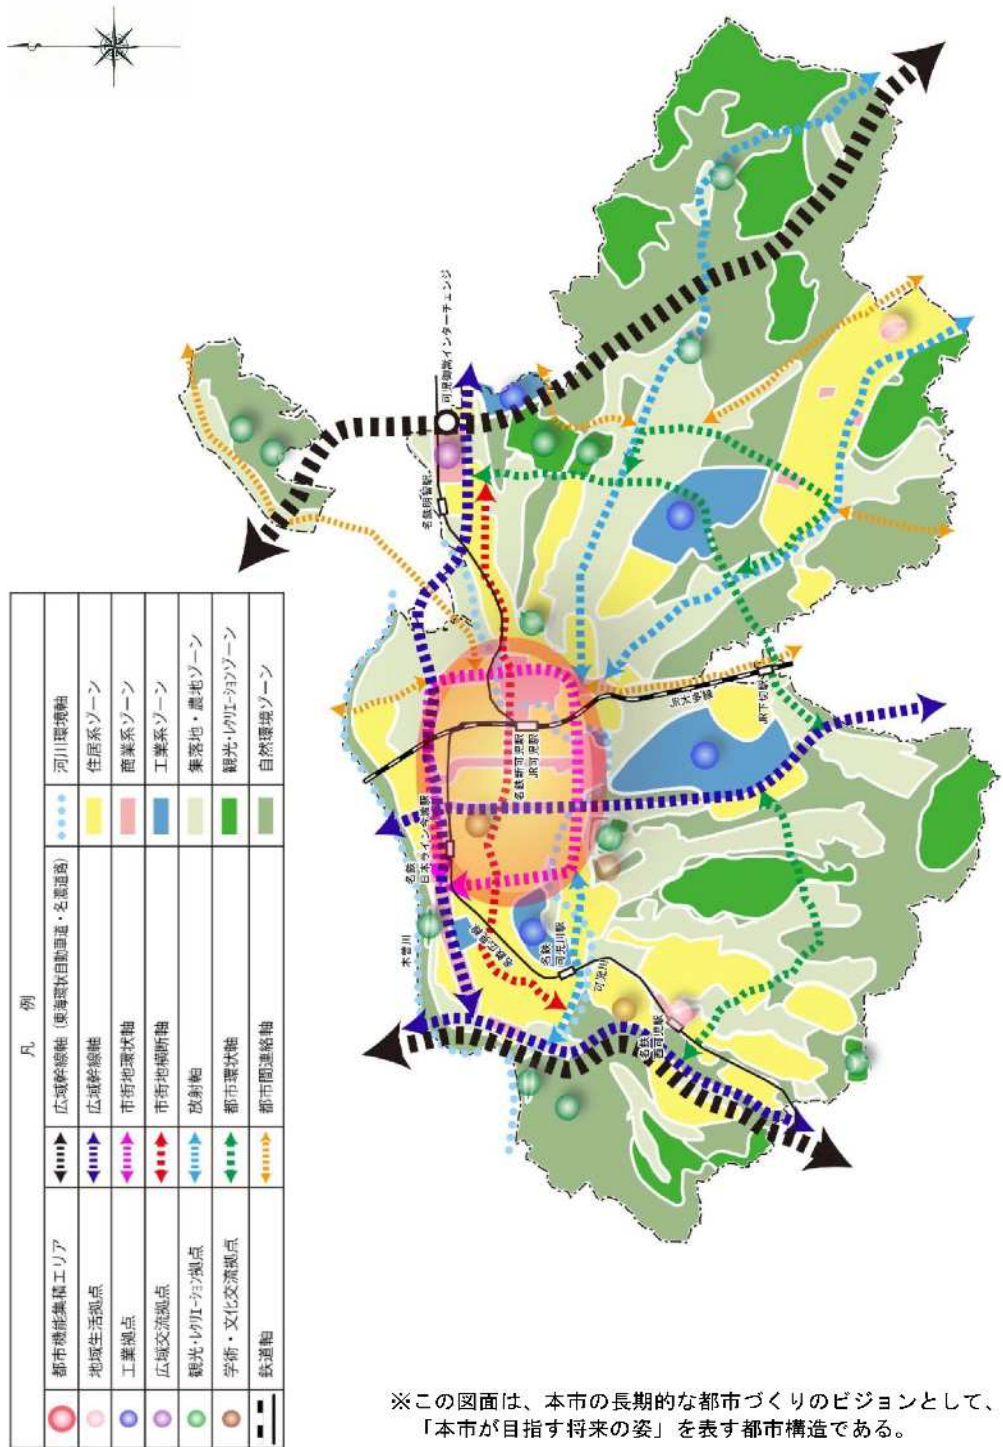 凡　例
都市機能集積エリア
地域生活拠点
工業拠点
広域交流拠点
観光・レクリエーション拠点
学術・文化交流拠点
鉄道軸
広域幹線軸（東海環状自動車道・名濃道路）
広域幹線軸
市街地環状軸
市街地横断軸
放射軸
都市環状軸
都市間連絡軸
河川環境軸
住居系ゾーン
商業系ゾーン
工業系ゾーン
集落地・農地ゾーン
観光・レクリエーションゾーン
自然環境ゾーン
木曽川
名鉄
日本ライン今渡駅
名鉄広見線
名鉄
可児川駅
可児川
名鉄
西可児駅
名鉄新可児駅
JR可児駅
JR太多線
JR下切駅
名鉄明智駅
可児御嵩インターチェンジ
※この図面は、本市の長期的な都市づくりのビジョンとして、
「本市が目指す将来の姿」を表す都市構造である。